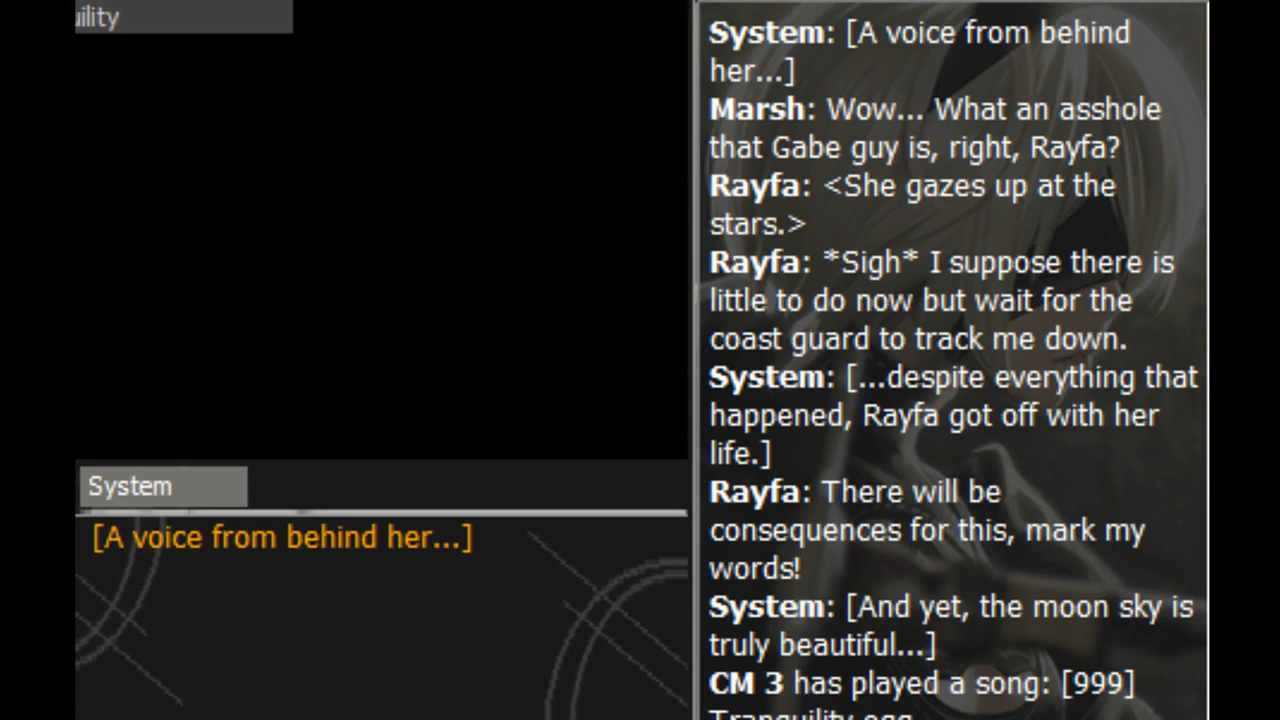 uility
System
[A voice from behind her...]
System: [A voice from behind
her...]
Marsh: Wow... What an asshole
that Gabe guy is, right, Rayfa?
Rayfa: <She gazes up at the
stars.>
Rayfa: *Sigh* I suppose there is
little to do now but wait for the
coast guard to track me down.
System: [...despite everything that
happened, Rayfa got off with her
life.]
Rayfa: There will be
consequences for this, mark my
words!
System: [And yet, the moon sky is
truly beautiful...]
CM 3 has played a song: [999]
Tranquility.ogg